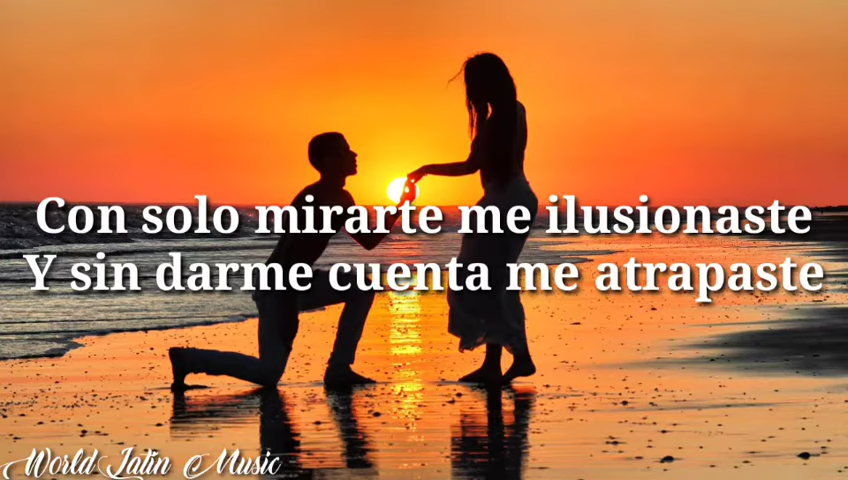 Con solo mirarte me ilusionaste
Y sin darme cuenta me atrapaste
World Latin Music